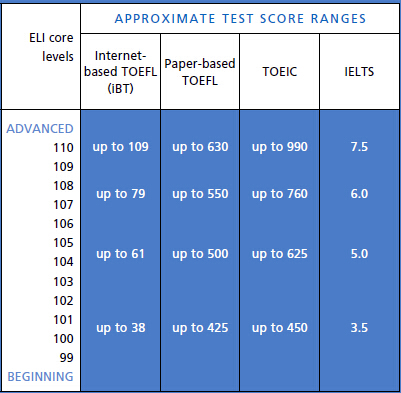 APPROXIMATE TEST SCORE RANGES
ELI core
levels
Internet-
based TOEFL
(iBT)
Paper-based
TOEFL
TOEIC
IELTS
ADVANCED
110 up to 109 up to 630 up to 990 7.5
109
108
up to 79 up to 550 up to 760 6.0
107
106
105
up to 61 up to 500 up to 625 5.0
104
103
102
101
up to 38 up to 425 up to 450 3.5
100
99
BEGINNING